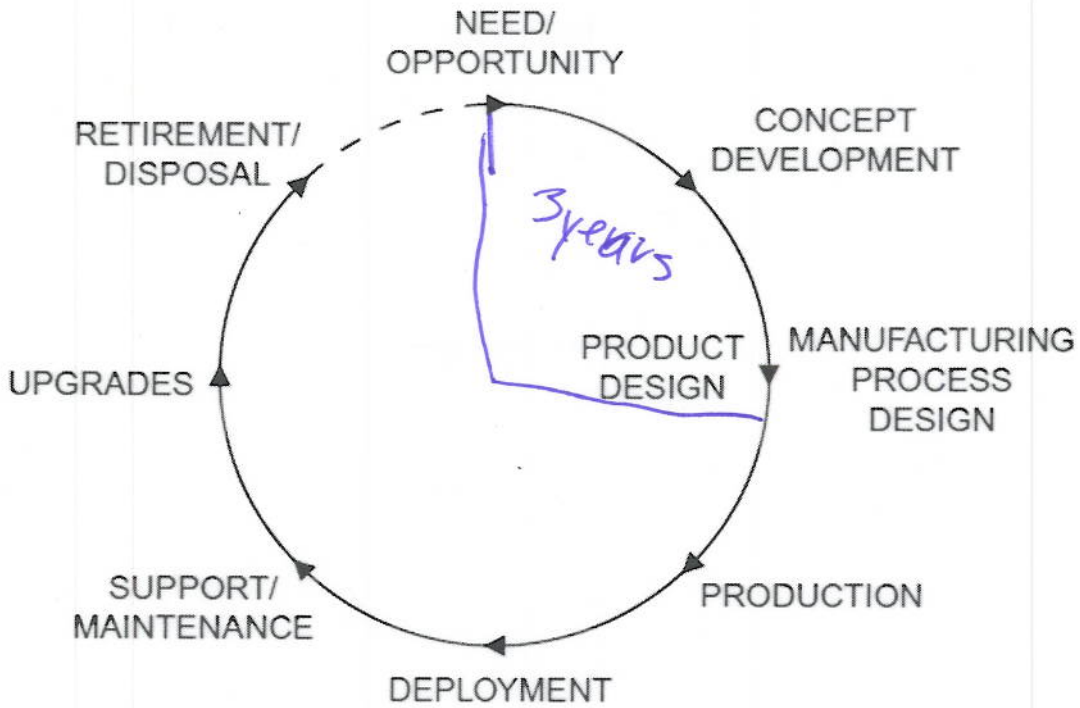 NEED/
OPPORTUNITY
CONCEPT
DEVELOPMENT
RETIREMENT/
DISPOSAL
3 years
PRODUCT
DESIGN
MANUFACTURING
PROCESS
DESIGN
UPGRADES
SUPPORT/
MAINTENANCE
PRODUCTION
DEPLOYMENT